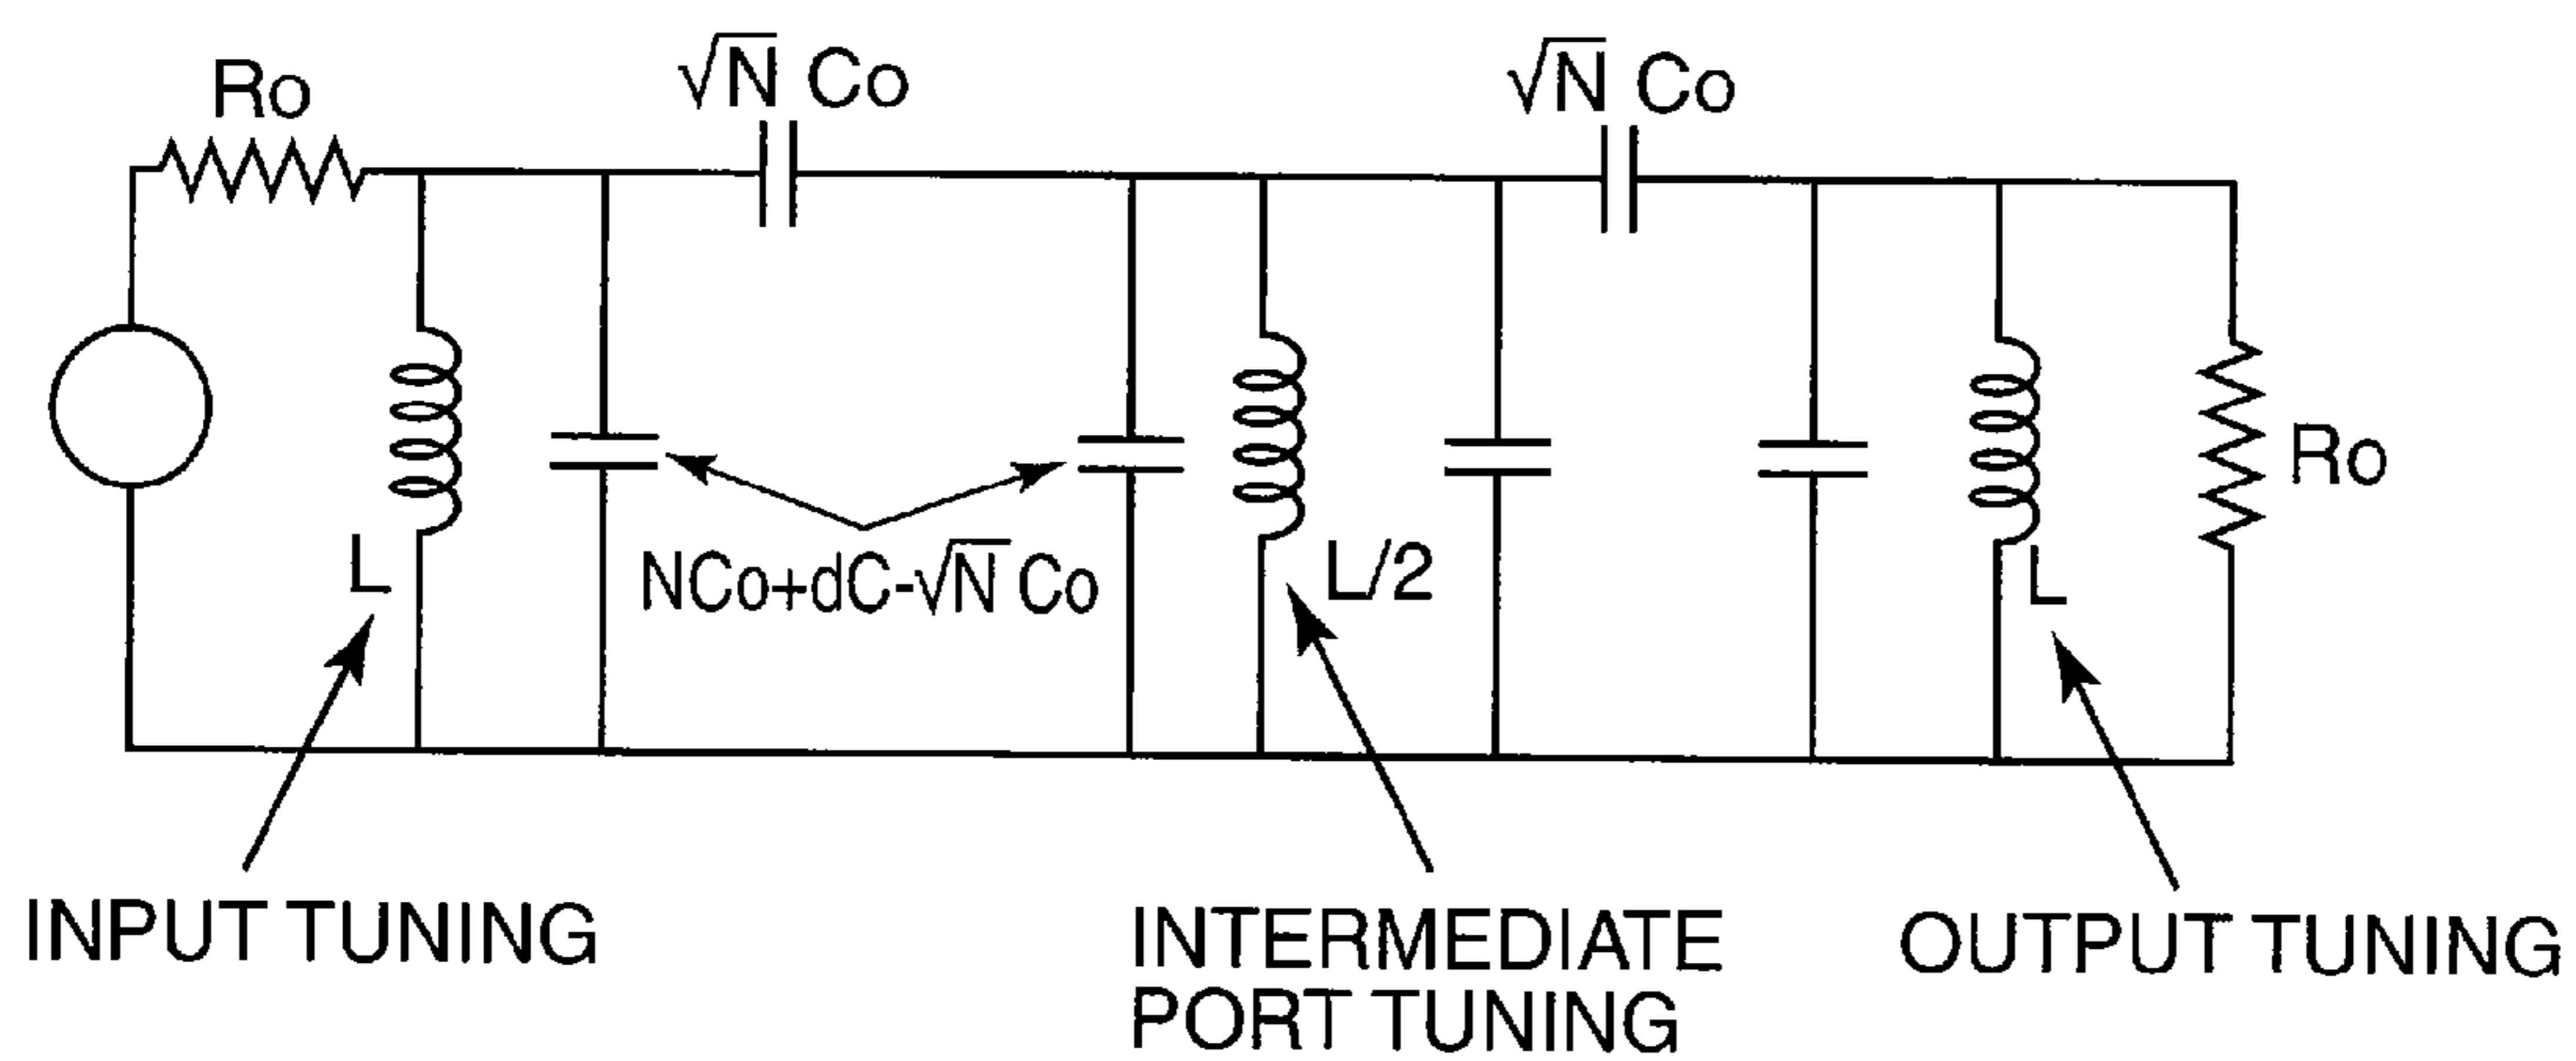 Ro
√N Co
√N Co
L
NCo+dC-√N Co
L/2
L
Ro
INPUT TUNING
INTERMEDIATE
PORT TUNING
OUTPUT TUNING